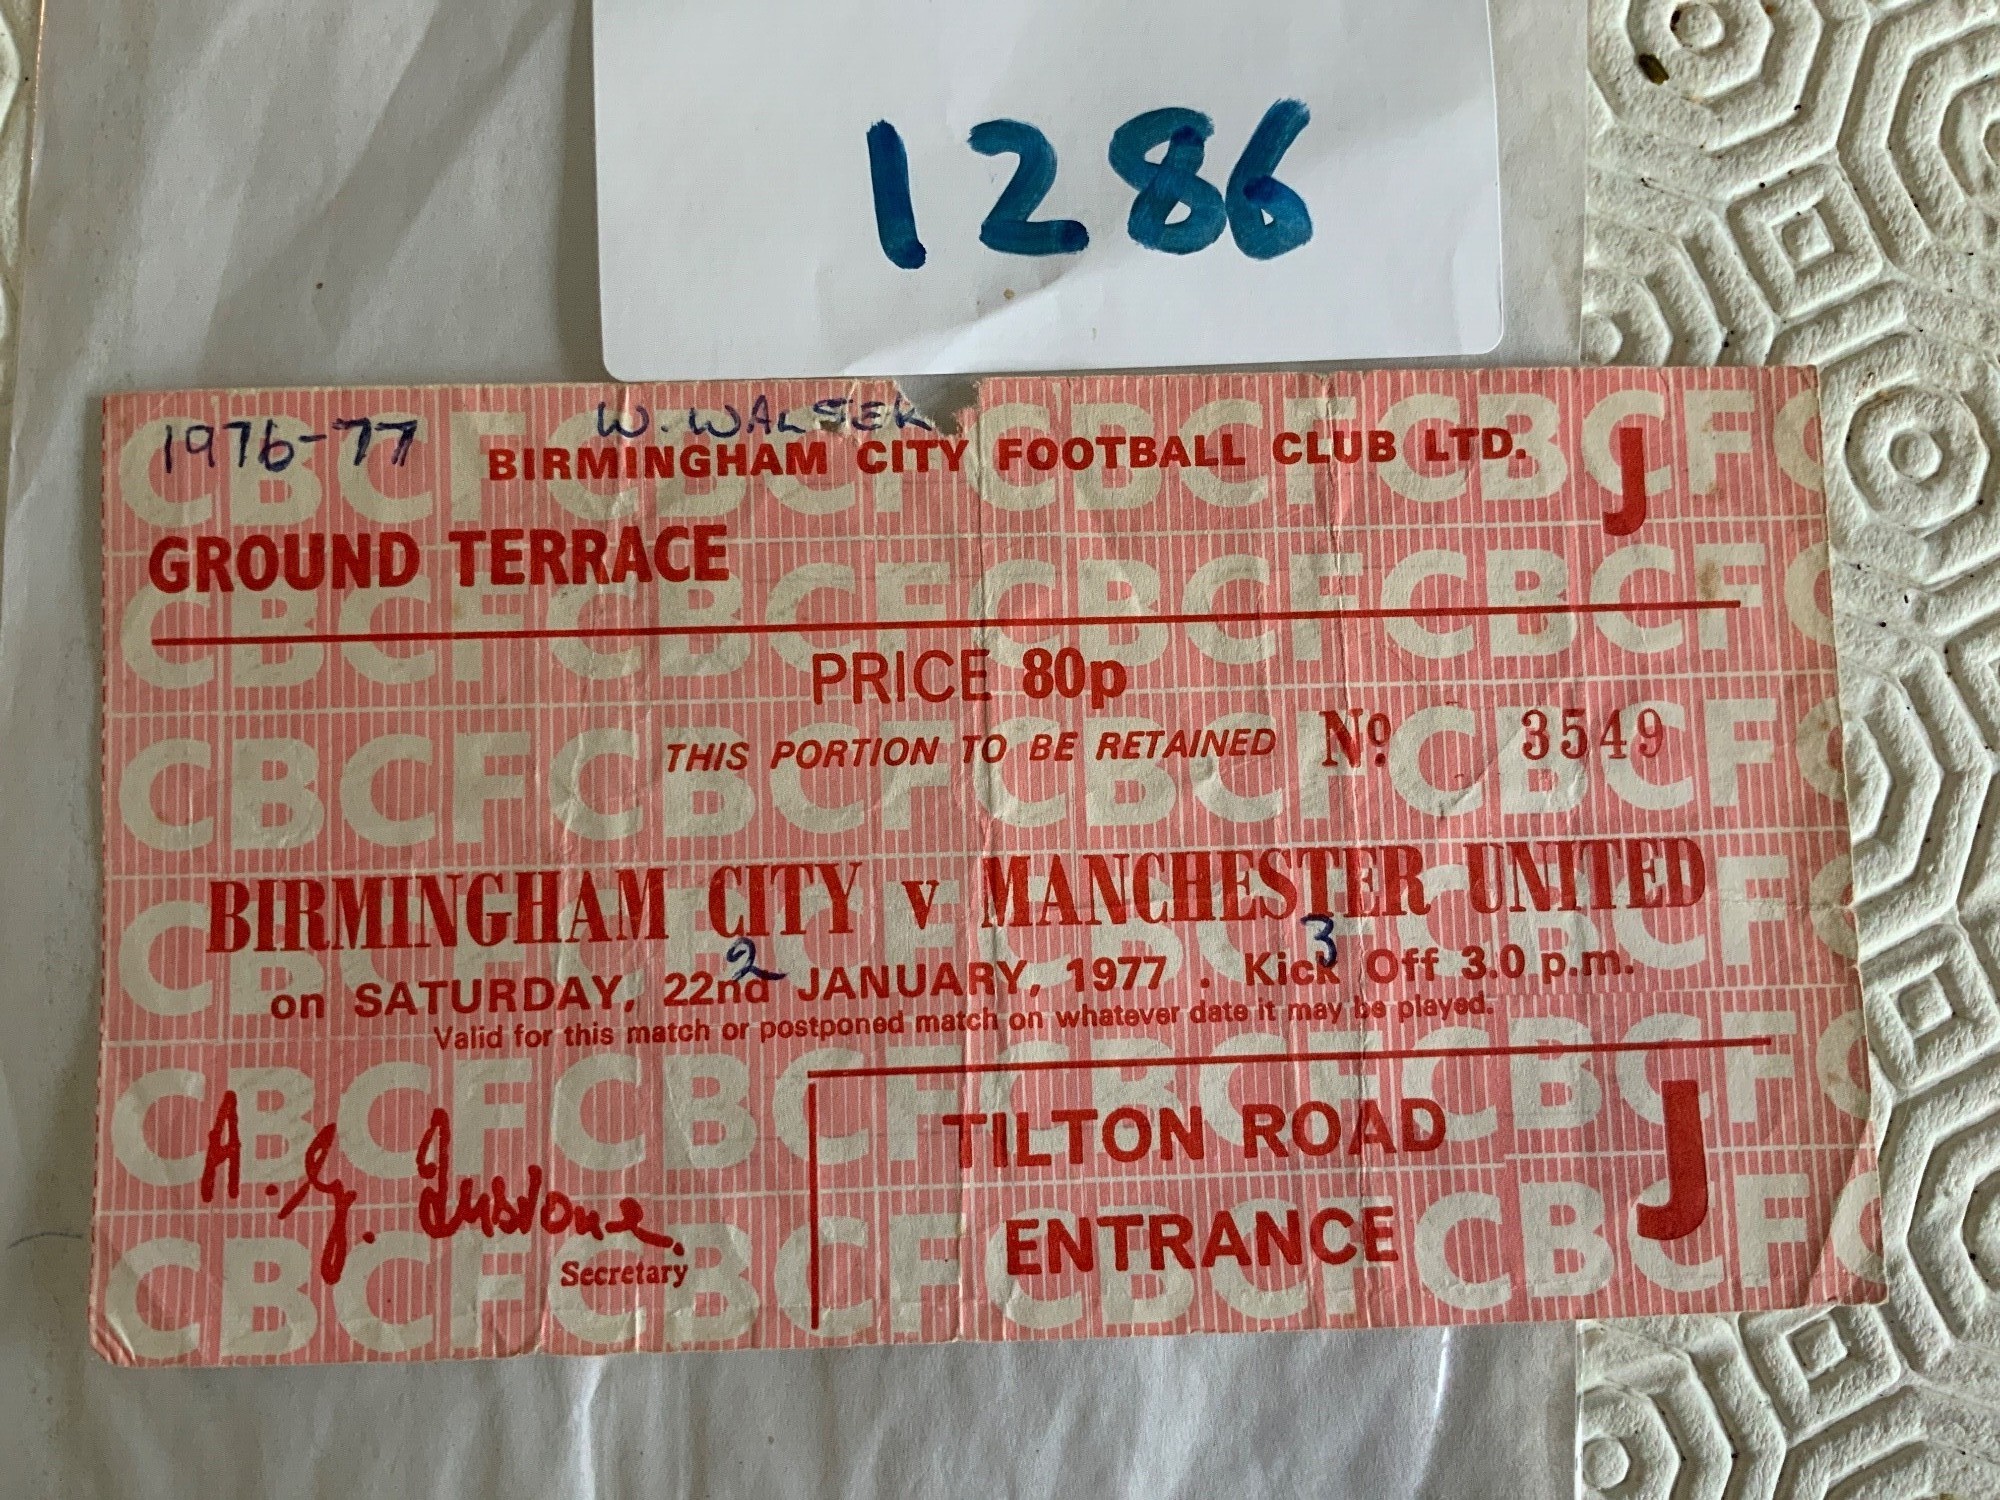 1286
1976-77 W. WALSEK
BIRMINGHAM CITY FOOTBALL CLUB LTD. J
GROUND TERRACE
PRICE 80p
THIS PORTION TO BE RETAINED Nº 3549
BIRMINGHAM CITY v MANCHESTER UNITED
2 3
on SATURDAY, 22nd JANUARY, 1977. Kick Off 3.0 p.m.
Valid for this match or postponed match on whatever date it may be played.
A. G.
Secretary
TILTON ROAD
ENTRANCE
J